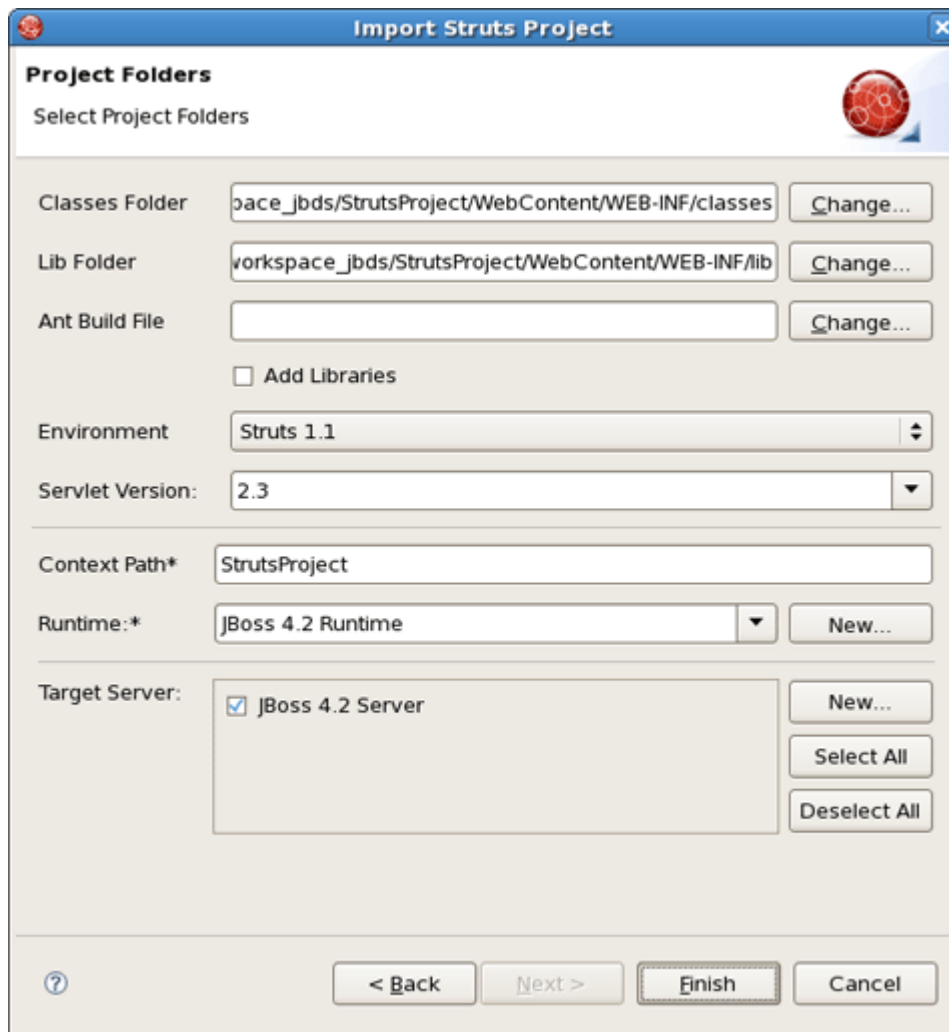 Import Struts Project
Project Folders
Select Project Folders
Classes Folder pace_jbds/StrutsProject/WebContent/WEB-INF/classes Change...
Lib Folder workspace_jbds/StrutsProject/WebContent/WEB-INF/lib Change...
Ant Build File Change...
Add Libraries
Environment Struts 1.1
Servlet Version: 2.3
Context Path* StrutsProject
Runtime:* JBoss 4.2 Runtime New...
Target Server: JBoss 4.2 Server New...
Select All
Deselect All
? < Back Next > Finish Cancel